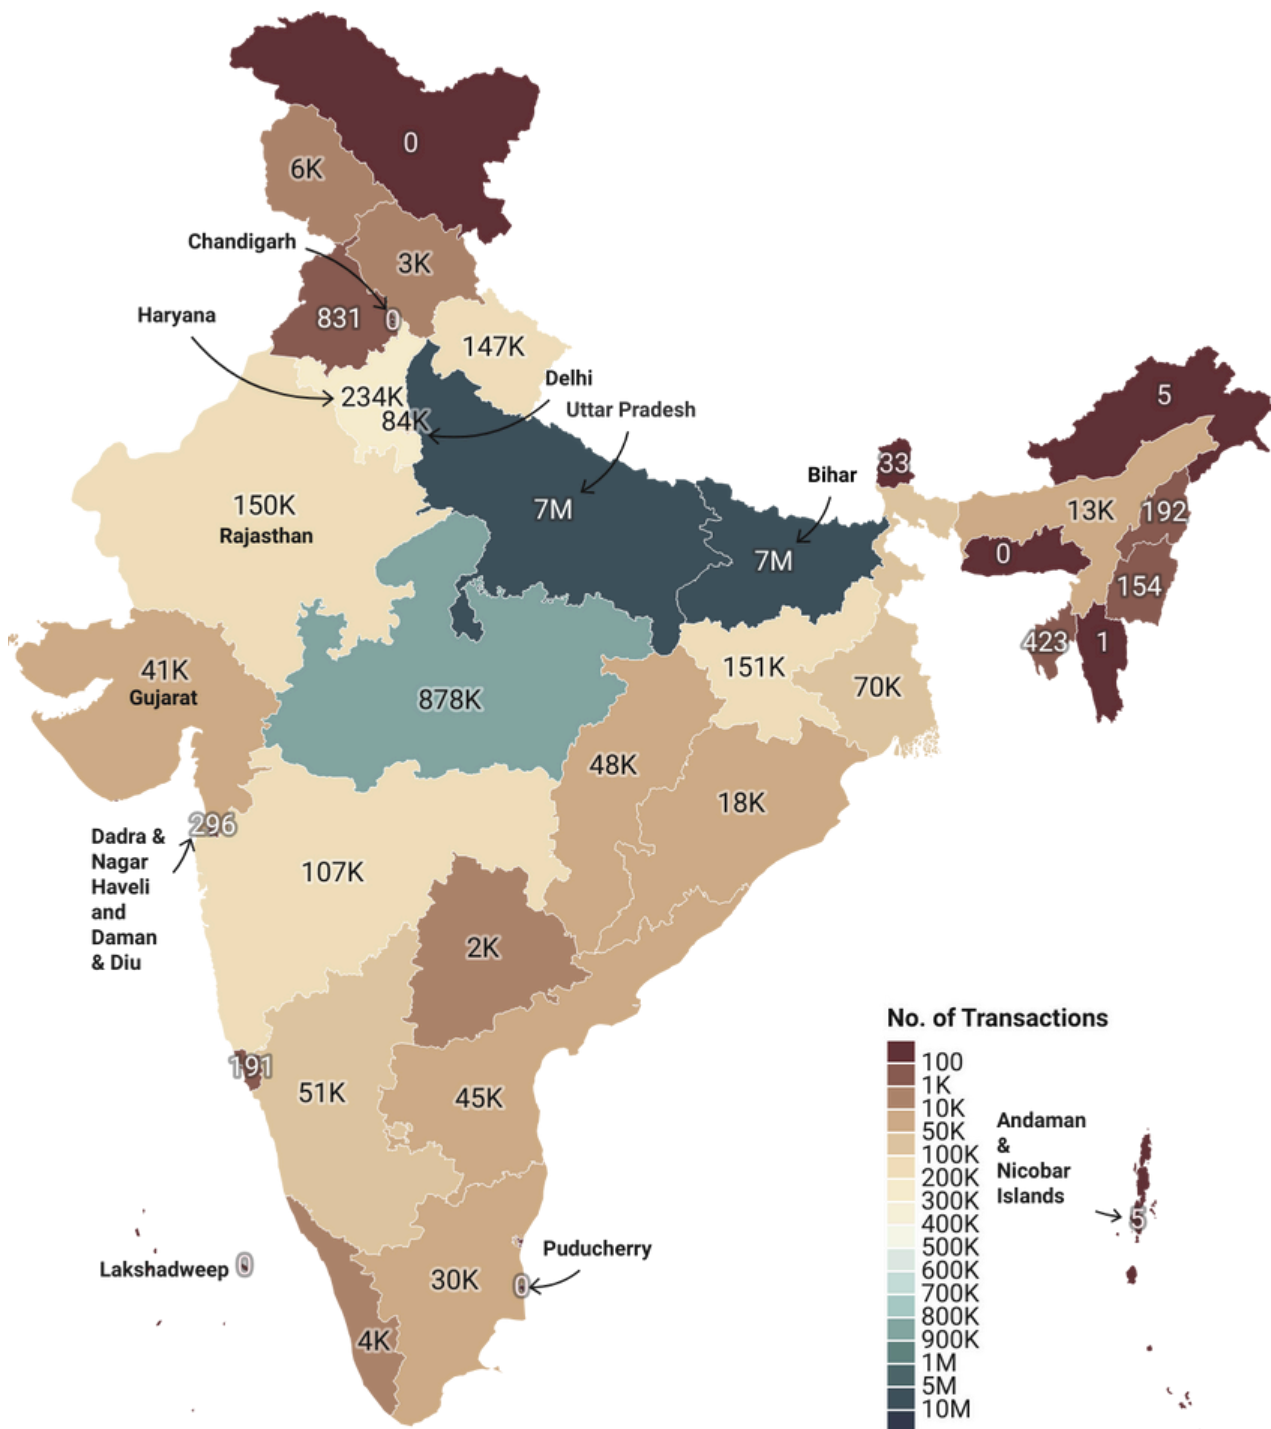 0
6K
Chandigarh
3K
Haryana
831
0
147K
234K
Delhi
84K
Uttar Pradesh
5
33
Bihar
150K
Rajasthan
7M
13K
192
7M
0
154
423
1
41K
Gujarat
151K
70K
878K
48K
18K
296
Dadra &
Nagar
Haveli
and
Daman
& Diu
107K
2K
191
51K
45K
No. of Transactions
100
1K
10K
50K
100K
200K
300K
400K
500K
600K
700K
800K
900K
1M
5M
10M
Andaman
&
Nicobar
Islands
5
Lakshadweep 0
30K
Puducherry
0
4K